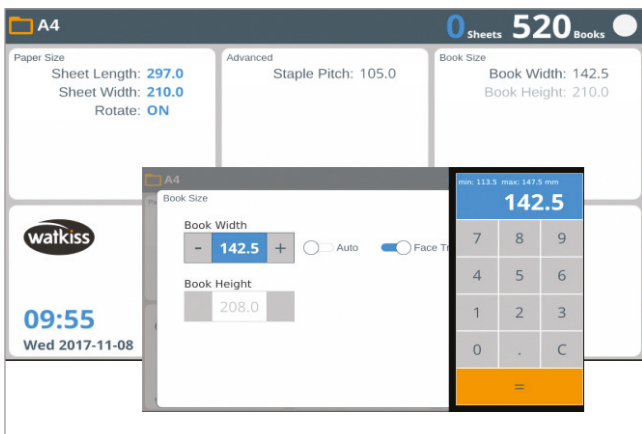 A4
0 Sheets 520 Books
Paper Size
Sheet Length: 297.0
Sheet Width: 210.0
Rotate: ON
Advanced
Staple Pitch: 105.0
Book Size
Book Width: 142.5
Book Height: 210.0
watkiss
09:55
Wed 2017-11-08
A4
Book Size
Book Width
- 142.5 +
Auto
Face Tr
Book Height
208.0
min: 113.5 max: 147.5 mm
142.5
7 8 9
4 5 6
1 2 3
0 . C
=